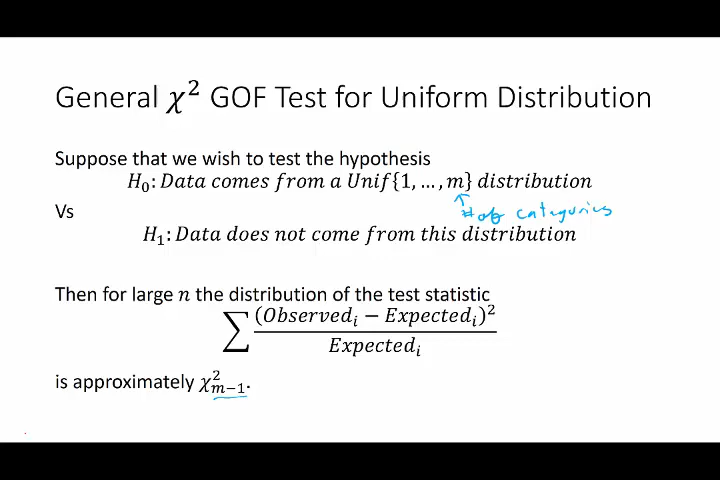 General χ² GOF Test for Uniform Distribution
Suppose that we wish to test the hypothesis
H₀: Data comes from a Unif{1, … , m} distribution
# of categories
Vs
H₁: Data does not come from this distribution
Then for large n the distribution of the test statistic
∑ (Observedᵢ − Expectedᵢ)² / Expectedᵢ
is approximately χ²ₘ₋₁.